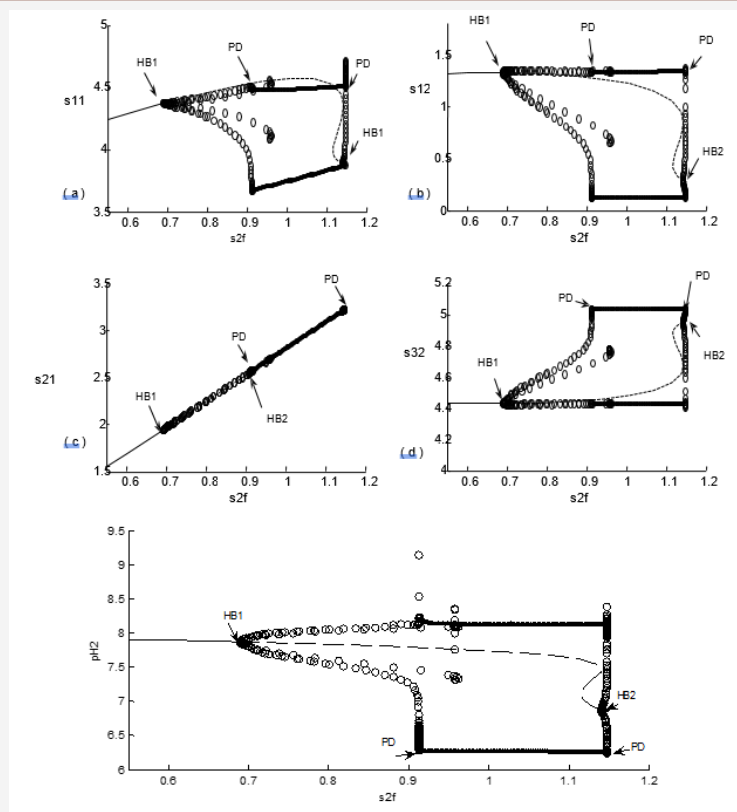 5
4.5
4
3.5
s11
HB1
PD
PD
HB1
( a )
0.6 0.7 0.8 0.9 1 1.1 1.2
s2f
1.5
1
0.5
0
s12
HB1
PD
PD
HB2
( b )
0.6 0.7 0.8 0.9 1 1.1 1.2
s2f
3.5
3
2.5
2
1.5
s21
PD
PD
HB1
HB2
( c )
0.6 0.7 0.8 0.9 1 1.1 1.2
s2f
5.2
5
4.8
4.6
4.4
4.2
4
s32
PD
PD
HB2
HB1
( d )
0.6 0.7 0.8 0.9 1 1.1 1.2
s2f
9.5
9
8.5
8
7.5
7
6.5
6
pH2
HB1
HB2
PD
PD
0.6 0.7 0.8 0.9 1 1.1 1.2
s2f